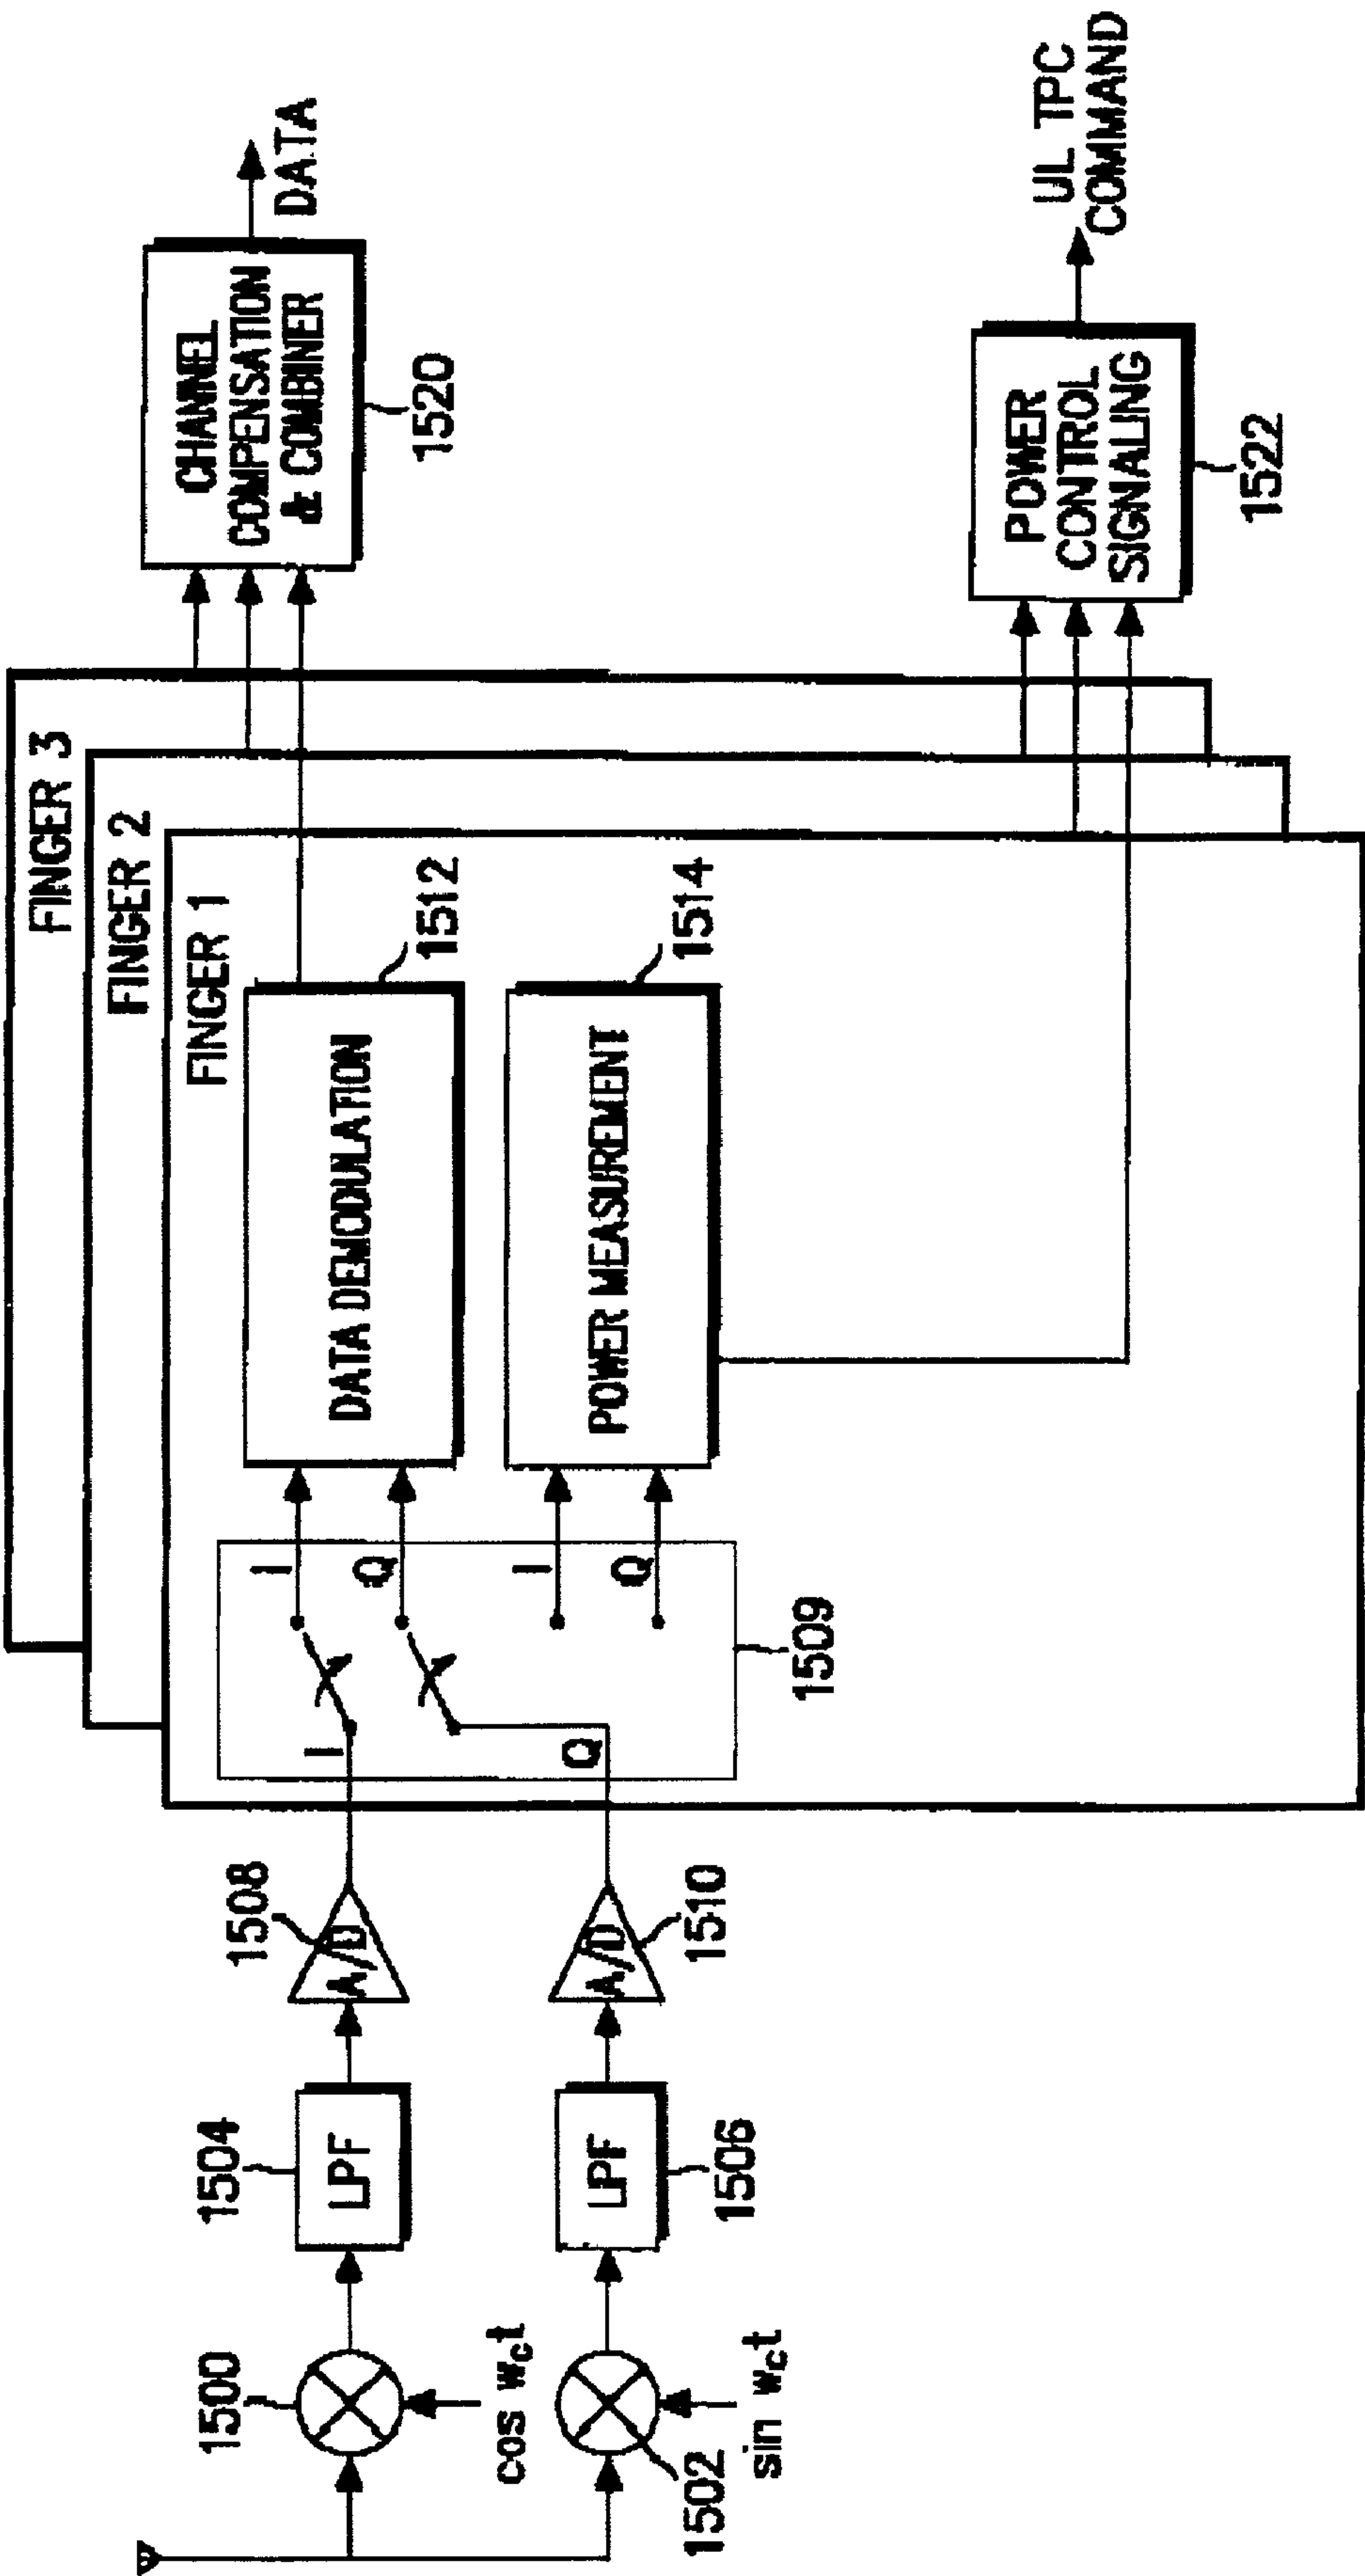 FINGER 3
FINGER 2
FINGER 1
1500
cos wct
1502
sin wct
1504
LPF
LPF
1506
1508
A/D
A/D
1510
I
Q
I
Q
I
Q
1509
DATA DEMODULATION
1512
POWER MEASUREMENT
1514
CHANNEL
COMPENSATION
& COMBINER
1520
DATA
POWER
CONTROL
SIGNALING
1522
UL TPC
COMMAND